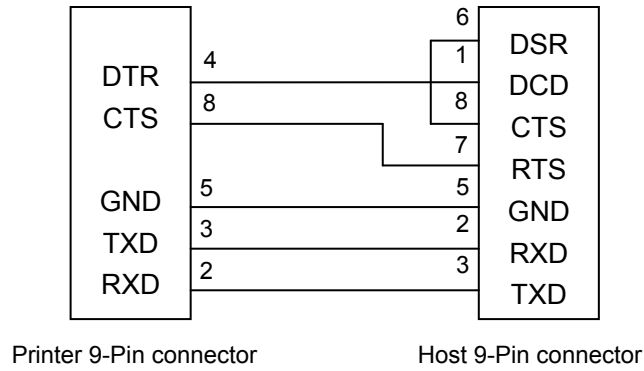 DTR 4
CTS 8
GND 5
TXD 3
RXD 2
6 DSR
1 DCD
8 CTS
7 RTS
5 GND
2 RXD
3 TXD
Printer 9-Pin connector
Host 9-Pin connector